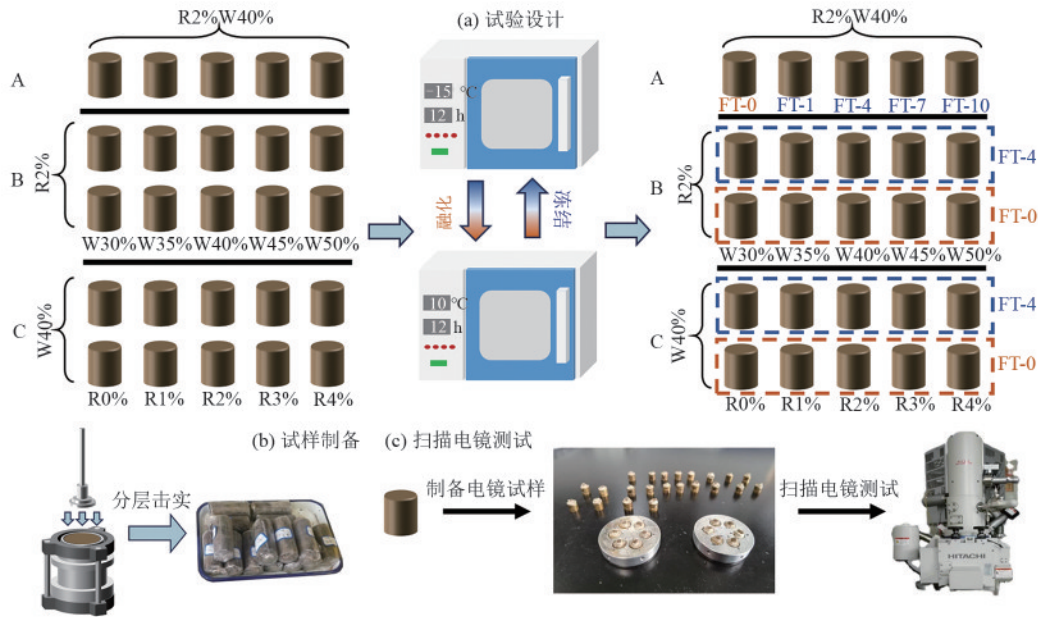 R2%W40%
A
B
R2%
W30% W35% W40% W45% W50%
C
W40%
R0% R1% R2% R3% R4%
(a) 试验设计
-15 ℃
12 h
融化
冻结
10 ℃
12 h
R2%W40%
A
FT-0 FT-1 FT-4 FT-7 FT-10
B
R2%
FT-4
FT-0
W30% W35% W40% W45% W50%
C
W40%
FT-4
FT-0
R0% R1% R2% R3% R4%
(b) 试样制备
分层击实
(c) 扫描电镜测试
制备电镜试样
扫描电镜测试
HITACHI